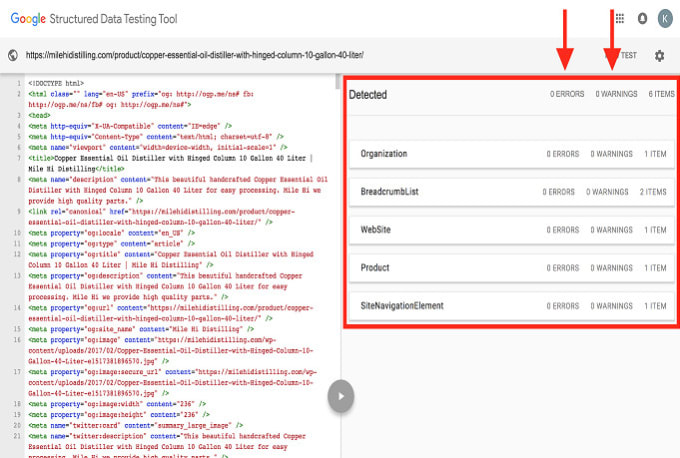 Google Structured Data Testing Tool
K
https://milehidistilling.com/product/copper-essential-oil-distiller-with-hinged-column-10-gallon-40-liter/
TEST
1 <!DOCTYPE html>
2 <html class="" lang="en-US" prefix="og: http://ogp.me/ns# fb:
http://ogp.me/ns/fb# og: http://ogp.me/ns#">
3 <head>
4 <meta http-equiv="X-UA-Compatible" content="IE=edge" />
5 <meta http-equiv="Content-Type" content="text/html; charset=utf-8" />
6 <meta name="viewport" content="width=device-width, initial-scale=1" />
7 <title>Copper Essential Oil Distiller with Hinged Column 10 Gallon 40 Liter |
Mile Hi Distilling</title>
8 <meta name="description" content="This beautiful handcrafted Copper Essential Oil
Distiller with Hinged Column 10 Gallon 40 Liter for easy processing. Mile Hi we
provide high quality parts." />
9 <link rel="canonical" href="https://milehidistilling.com/product/copper-
essential-oil-distiller-with-hinged-column-10-gallon-40-liter/" />
10 <meta property="og:locale" content="en_US" />
11 <meta property="og:type" content="article" />
12 <meta property="og:title" content="Copper Essential Oil Distiller with Hinged
Column 10 Gallon 40 Liter | Mile Hi Distilling" />
13 <meta property="og:description" content="This beautiful handcrafted Copper
Essential Oil Distiller with Hinged Column 10 Gallon 40 Liter for easy
processing. Mile Hi we provide high quality parts." />
14 <meta property="og:url" content="https://milehidistilling.com/product/copper-
essential-oil-distiller-with-hinged-column-10-gallon-40-liter/" />
15 <meta property="og:site_name" content="Mile Hi Distilling" />
16 <meta property="og:image" content="https://milehidistilling.com/wp-
content/uploads/2017/02/Copper-Essential-Oil-Distiller-with-Hinged-Column-10-
Gallon-40-Liter-e1517381896570.jpg" />
17 <meta property="og:image:secure_url" content="https://milehidistilling.com/wp-
content/uploads/2017/02/Copper-Essential-Oil-Distiller-with-Hinged-Column-10-
Gallon-40-Liter-e1517381896570.jpg" />
18 <meta property="og:image:width" content="236" />
19 <meta property="og:image:height" content="236" />
20 <meta name="twitter:card" content="summary_large_image" />
21 <meta name="twitter:description" content="This beautiful handcrafted Copper
Essential Oil Distiller with Hinged Column 10 Gallon 40 Liter for easy
processing. Mile Hi we provide high quality parts." />
Detected 0 ERRORS 0 WARNINGS 6 ITEMS
Organization 0 ERRORS 0 WARNINGS 1 ITEM
BreadcrumbList 0 ERRORS 0 WARNINGS 2 ITEMS
WebSite 0 ERRORS 0 WARNINGS 1 ITEM
Product 0 ERRORS 0 WARNINGS 1 ITEM
SiteNavigationElement 0 ERRORS 0 WARNINGS 1 ITEM